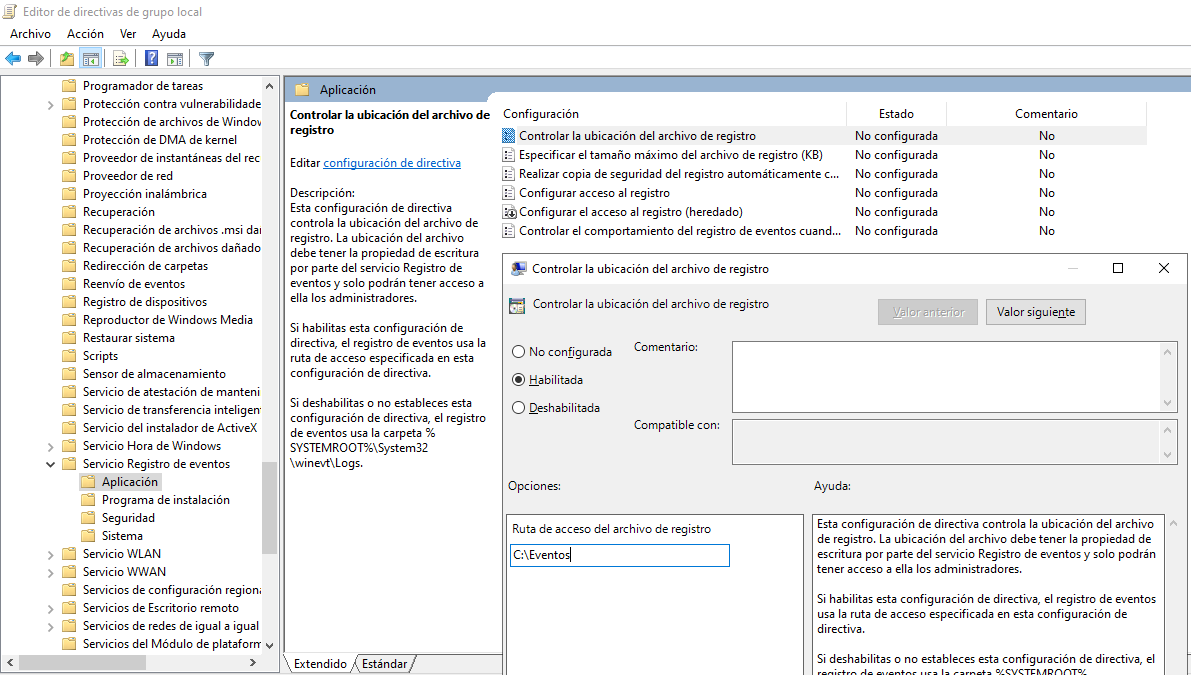 Editor de directivas de grupo local
Archivo Acción Ver Ayuda
Programador de tareas
Protección contra vulnerabilidade
Protección de archivos de Window
Protección de DMA de kernel
Proveedor de instantáneas del rec
Proveedor de red
Proyección inalámbrica
Recuperación
Recuperación de archivos .msi dar
Recuperación de archivos dañado
Redirección de carpetas
Reenvío de eventos
Registro de dispositivos
Reproductor de Windows Media
Restaurar sistema
Scripts
Sensor de almacenamiento
Servicio de atestación de manteni
Servicio de transferencia inteligen
Servicio del instalador de ActiveX
Servicio Hora de Windows
Servicio Registro de eventos
Aplicación
Programa de instalación
Seguridad
Sistema
Servicio WLAN
Servicio WWAN
Servicios de configuración regiona
Servicios de Escritorio remoto
Servicios de redes de igual a igual
Servicios del Módulo de plataform
Aplicación
Controlar la ubicación del archivo de
registro
Editar configuración de directiva
Descripción:
Esta configuración de directiva
controla la ubicación del archivo de
registro. La ubicación del archivo
debe tener la propiedad de escritura
por parte del servicio Registro de
eventos y solo podrán tener acceso a
ella los administradores.
Si habilitas esta configuración de
directiva, el registro de eventos usa la
ruta de acceso especificada en esta
configuración de directiva.
Si deshabilitas o no estableces esta
configuración de directiva, el registro
de eventos usa la carpeta %
SYSTEMROOT%\System32
\winevt\Logs.
Configuración Estado Comentario
Controlar la ubicación del archivo de registro No configurada No
Especificar el tamaño máximo del archivo de registro (KB) No configurada No
Realizar copia de seguridad del registro automáticamente c... No configurada No
Configurar acceso al registro No configurada No
Configurar el acceso al registro (heredado) No configurada No
Controlar el comportamiento del registro de eventos cuand... No configurada No
Controlar la ubicación del archivo de registro
Controlar la ubicación del archivo de registro
Valor anterior Valor siguiente
No configurada
Habilitada
Deshabilitada
Comentario:
Compatible con:
Opciones:
Ayuda:
Ruta de acceso del archivo de registro
C:\Eventos
Esta configuración de directiva controla la ubicación del archivo
de registro. La ubicación del archivo debe tener la propiedad de
escritura por parte del servicio Registro de eventos y solo podrán
tener acceso a ella los administradores.
Si habilitas esta configuración de directiva, el registro de eventos
usa la ruta de acceso especificada en esta configuración de
directiva.
Si deshabilitas o no estableces esta configuración de directiva, el
registro de eventos usa la carpeta %SYSTEMROOT%
Extendido Estándar